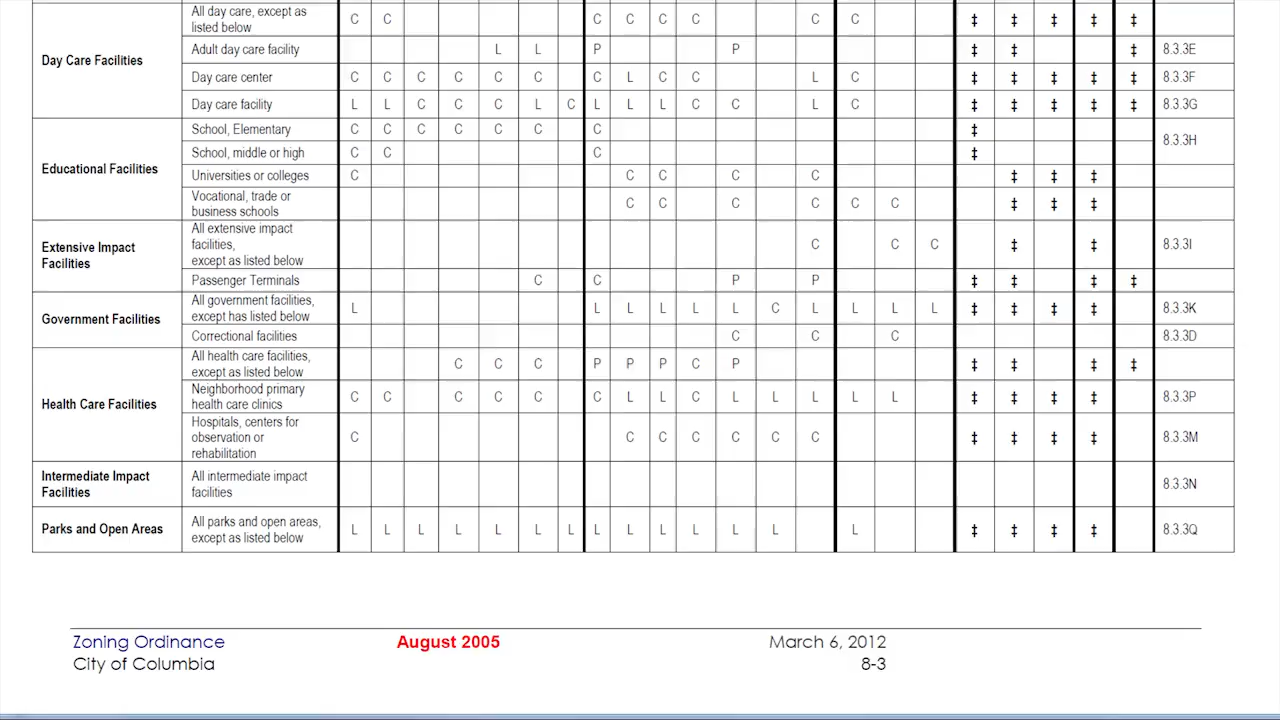 All day care, except as
listed below C C C C C C C C ‡ ‡ ‡ ‡ ‡
Day Care Facilities
Adult day care facility L L P P ‡ ‡ ‡ 8.3.3E
Day care center C C C C C C C L C C L C ‡ ‡ ‡ ‡ ‡ 8.3.3F
Day care facility L L C C C L C L L L C C L C ‡ ‡ ‡ ‡ ‡ 8.3.3G
Educational Facilities
School, Elementary C C C C C C C ‡
8.3.3H
School, middle or high C C C ‡
Universities or colleges C C C C C ‡ ‡ ‡
Vocational, trade or
business schools C C C C C C ‡ ‡ ‡
Extensive Impact
Facilities
All extensive impact
facilities,
except as listed below C C C ‡ ‡ 8.3.3I
Passenger Terminals C C P P ‡ ‡ ‡ ‡
Government Facilities
All government facilities,
except has listed below L L L L L L C L L L L ‡ ‡ ‡ ‡ 8.3.3K
Correctional facilities C C C 8.3.3D
Health Care Facilities
All health care facilities,
except as listed below C C C P P P C P ‡ ‡ ‡ ‡
Neighborhood primary
health care clinics C C C C C C L L C L L L L L ‡ ‡ ‡ ‡ 8.3.3P
Hospitals, centers for
observation or
rehabilitation C C C C C C C ‡ ‡ ‡ ‡ 8.3.3M
Intermediate Impact
Facilities
All intermediate impact
facilities 8.3.3N
Parks and Open Areas
All parks and open areas,
except as listed below L L L L L L L L L L L L L L ‡ ‡ ‡ ‡ 8.3.3Q
Zoning Ordinance August 2005 March 6, 2012
City of Columbia 8-3